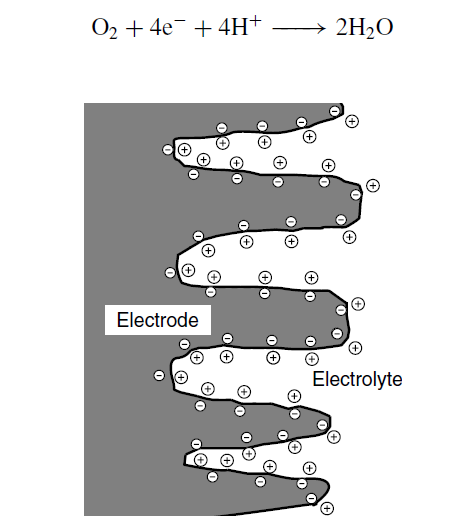 O₂ + 4e⁻ + 4H⁺ ⟶ 2H₂O
Electrode
Electrolyte